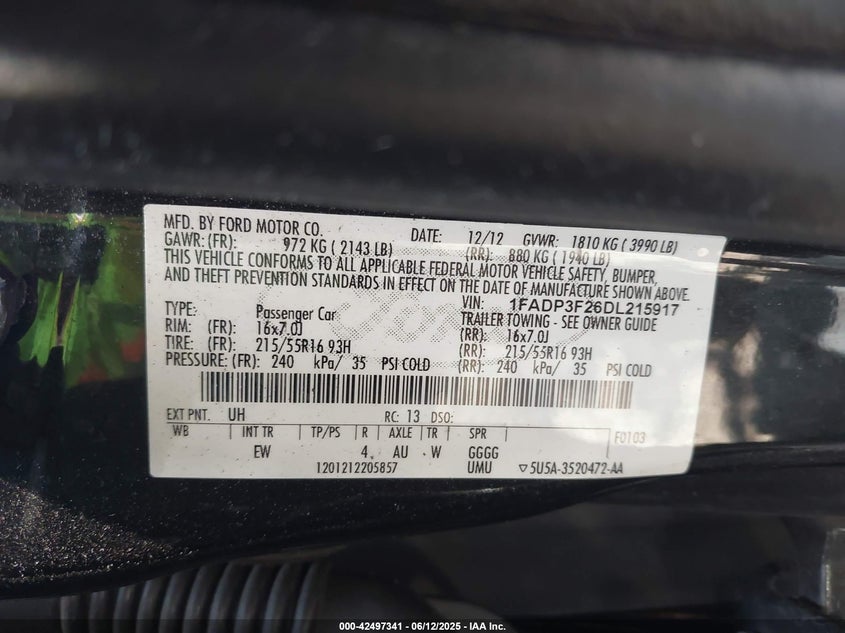 MFD. BY FORD MOTOR CO. DATE: 12/12 GVWR: 1810 KG ( 3990 LB)
GAWR: (FR): 972 KG ( 2143 LB) (RR): 880 KG ( 1940 LB)
THIS VEHICLE CONFORMS TO ALL APPLICABLE FEDERAL MOTOR VEHICLE SAFETY, BUMPER,
AND THEFT PREVENTION STANDARDS IN EFFECT ON THE DATE OF MANUFACTURE SHOWN ABOVE.
VIN: 1FADP3F26DL215917
TYPE: Passenger Car TRAILER TOWING - SEE OWNER GUIDE
RIM: (FR): 16x7.0J (RR): 16x7.0J
TIRE: (FR): 215/55R16 93H (RR): 215/55R16 93H
PRESSURE: (FR): 240 kPa/ 35 PSI COLD (RR): 240 kPa/ 35 PSI COLD
EXT PNT. UH RC: 13 DSO:
WB INT TR TP/PS R AXLE TR SPR F0103
EW 4 AU W GGGG
1201212205857 UMU ▽5U5A-3520472-AA
000-42497341 - 06/12/2025 - IAA Inc.